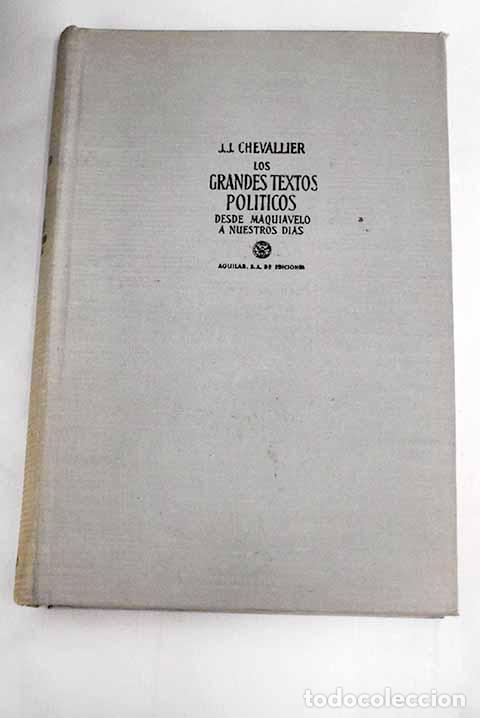 J.J. CHEVALLIER
LOS
GRANDES TEXTOS
POLITICOS
DESDE MAQUIAVELO
A NUESTROS DIAS
AGUILAR, S.A. DE EDICIONES
todocoleccion